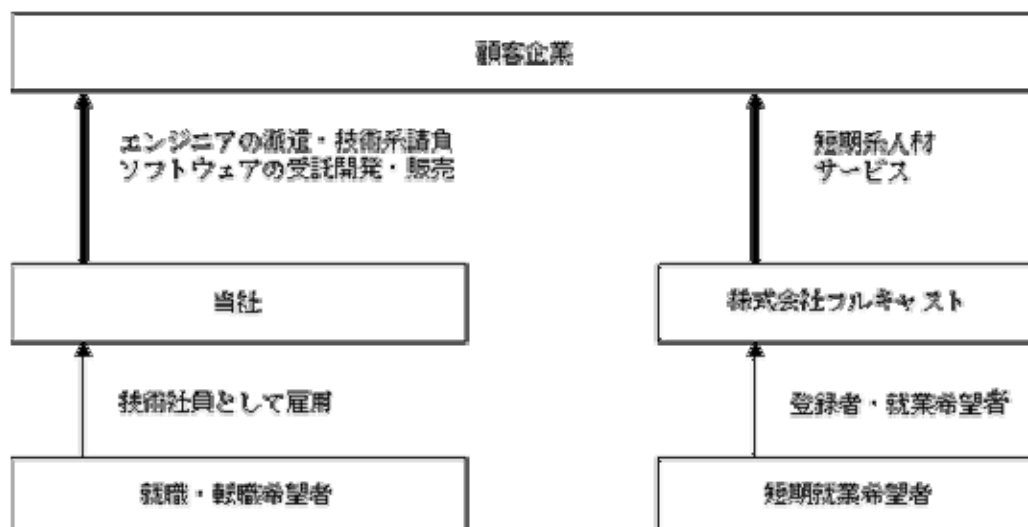 顧客企業
エンジニアの派遣・技術系請負
ソフトウェアの受託開発・販売
短期系人材
サービス
当社
株式会社フルキャスト
技術社員として雇用
登録者・就業希望者
就職・転職希望者
短期就業希望者